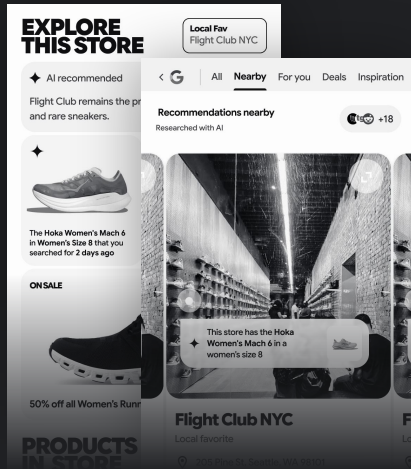 EXPLORE
THIS STORE
Local Fav
Flight Club NYC
AI recommended
Flight Club remains the
and rare sneakers.
The Hoka Women's Mach 6
in Women's Size 8 that you
searched for 2 days ago
ON SALE
50% off all Women's
PRODUCTS
IN STORE
G
All Nearby For you Deals Inspiration
Recommendations nearby
Researched with AI
+18
This store has the Hoka
Women's Mach 6 in a
women's size 8
Flight Club NYC
Local favorite